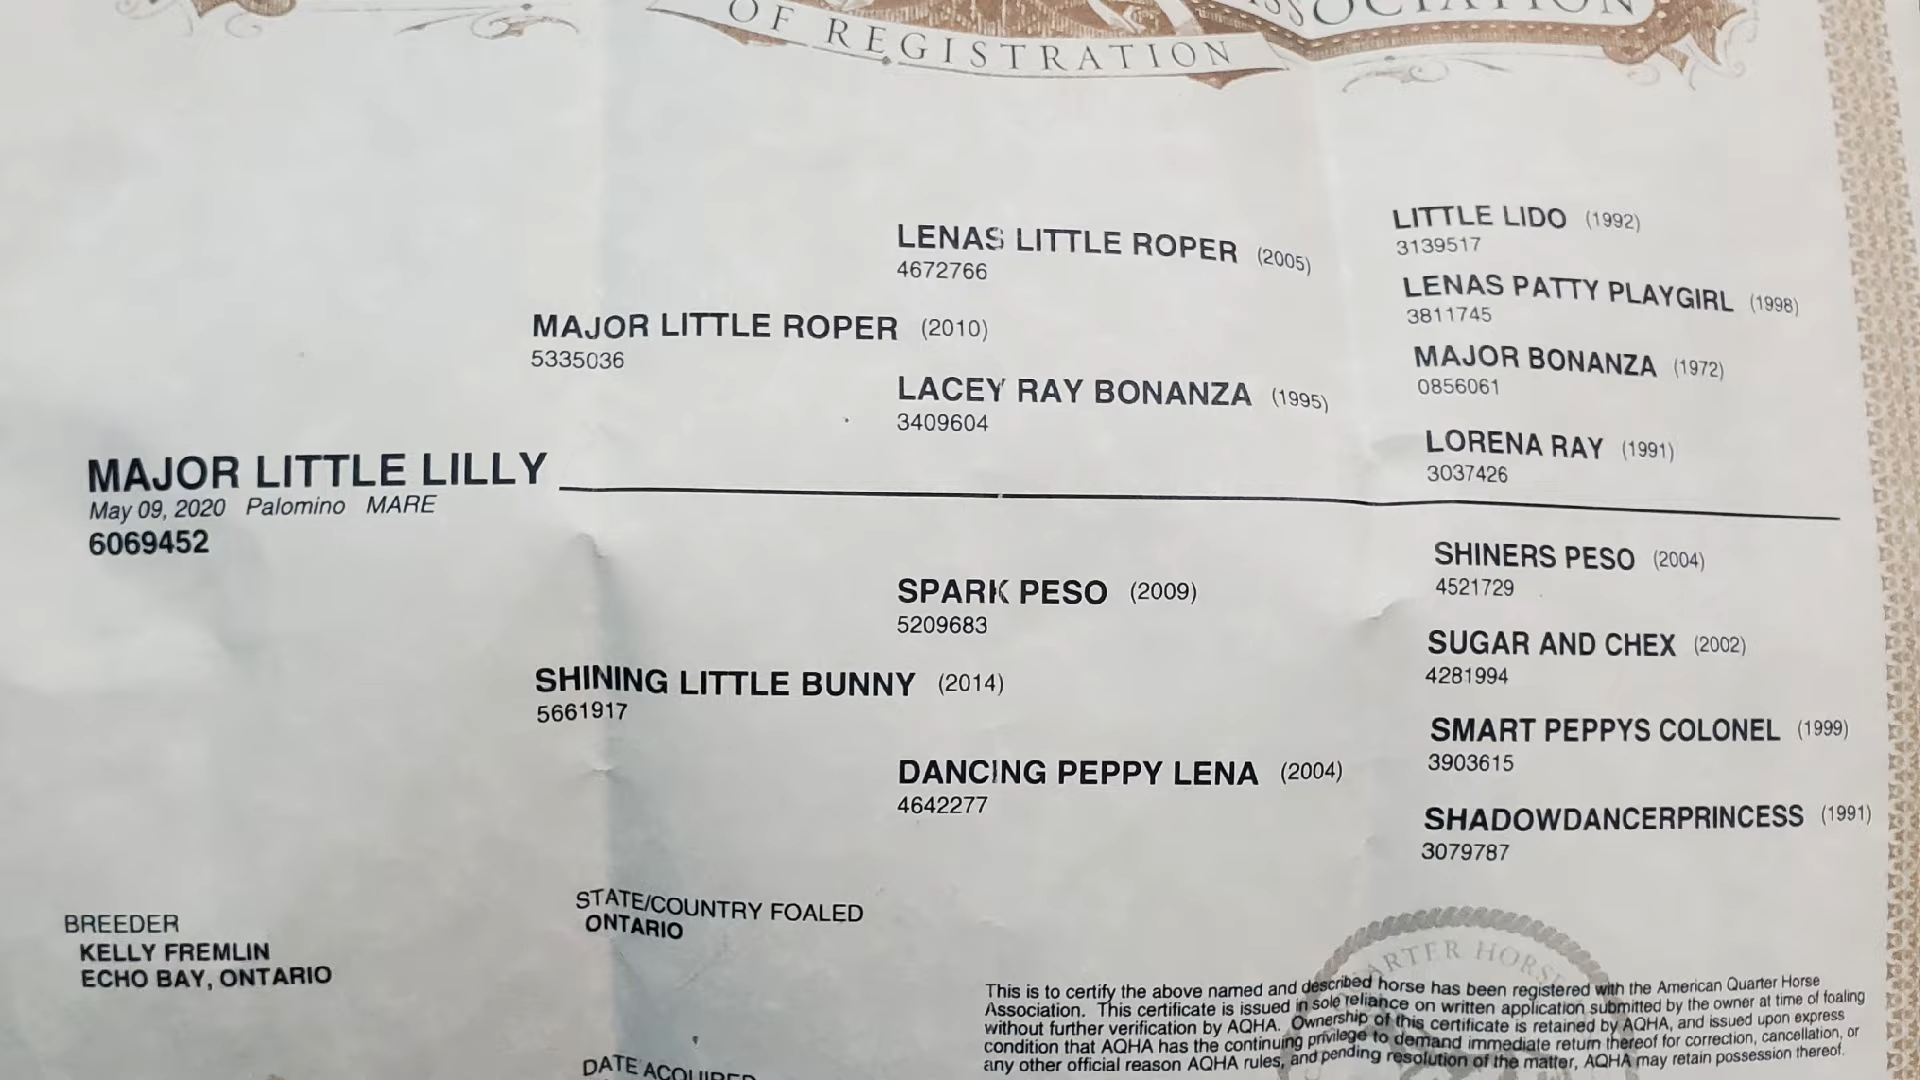 OF REGISTRATION
ASSOCIATION
LITTLE LIDO (1992)
3139517
LENAS LITTLE ROPER (2005)
4672766
LENAS PATTY PLAYGIRL (1998)
3811745
MAJOR LITTLE ROPER (2010)
5335036
MAJOR BONANZA (1972)
0856061
LACEY RAY BONANZA (1995)
3409604
LORENA RAY (1991)
3037426
MAJOR LITTLE LILLY
May 09, 2020 Palomino MARE
6069452
SHINERS PESO (2004)
4521729
SPARK PESO (2009)
5209683
SUGAR AND CHEX (2002)
4281994
SHINING LITTLE BUNNY (2014)
5661917
SMART PEPPYS COLONEL (1999)
3903615
DANCING PEPPY LENA (2004)
4642277
SHADOWDANCERPRINCESS (1991)
3079787
BREEDER
KELLY FREMLIN
ECHO BAY, ONTARIO
STATE/COUNTRY FOALED
ONTARIO
DATE ACQUIRED
ARTER HORSE
This is to certify the above named and described horse has been registered with the American Quarter Horse
Association. This certificate is issued in sole reliance on written application submitted by the owner at time of foaling
without further verification by AQHA. Ownership of this certificate is retained by AQHA, and issued upon express
condition that AQHA has the continuing privilege to demand immediate return thereof for correction, cancellation, or
any other official reason AQHA rules, and pending resolution of the matter, AQHA may retain possession thereof.